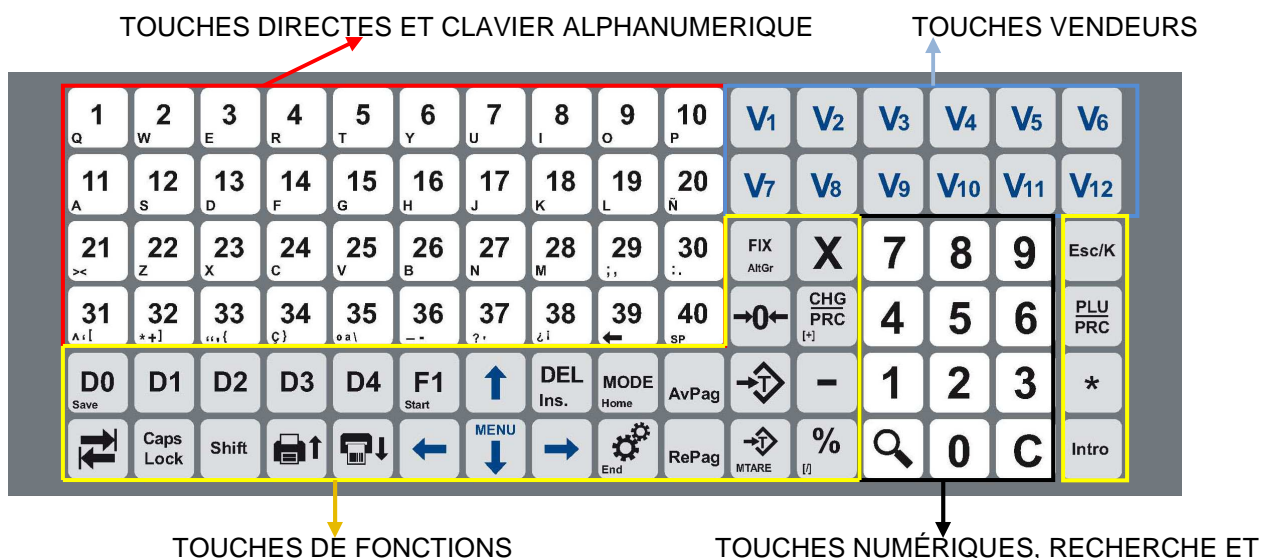 TOUCHES DIRECTES ET CLAVIER ALPHANUMERIQUE TOUCHES VENDEURS
1 2 3 4 5 6 7 8 9 10 V1 V2 V3 V4 V5 V6
Q W E R T Y U I O P
11 12 13 14 15 16 17 18 19 20 V7 V8 V9 V10 V11 V12
A S D F G H J K L Ñ
21 22 23 24 25 26 27 28 29 30 FIX X 7 8 9 Esc/K
>< Z X C V B N M ;, :. AltGr
31 32 33 34 35 36 37 38 39 40 →0← CHG PRC 4 5 6 PLU PRC
^‘[ *+] “,{ Ç} ºª\ _- ?' ¿¡ ← SP [+]
D0 D1 D2 D3 D4 F1 ↑ DEL MODE AvPag →T - 1 2 3 *
Save Start Ins. Home
Caps Lock Shift ↑ ↓ ← MENU ↓ → End RePag →T← MTARE % 0 C Intro
[/]
TOUCHES DE FONCTIONS TOUCHES NUMÉRIQUES, RECHERCHE ET